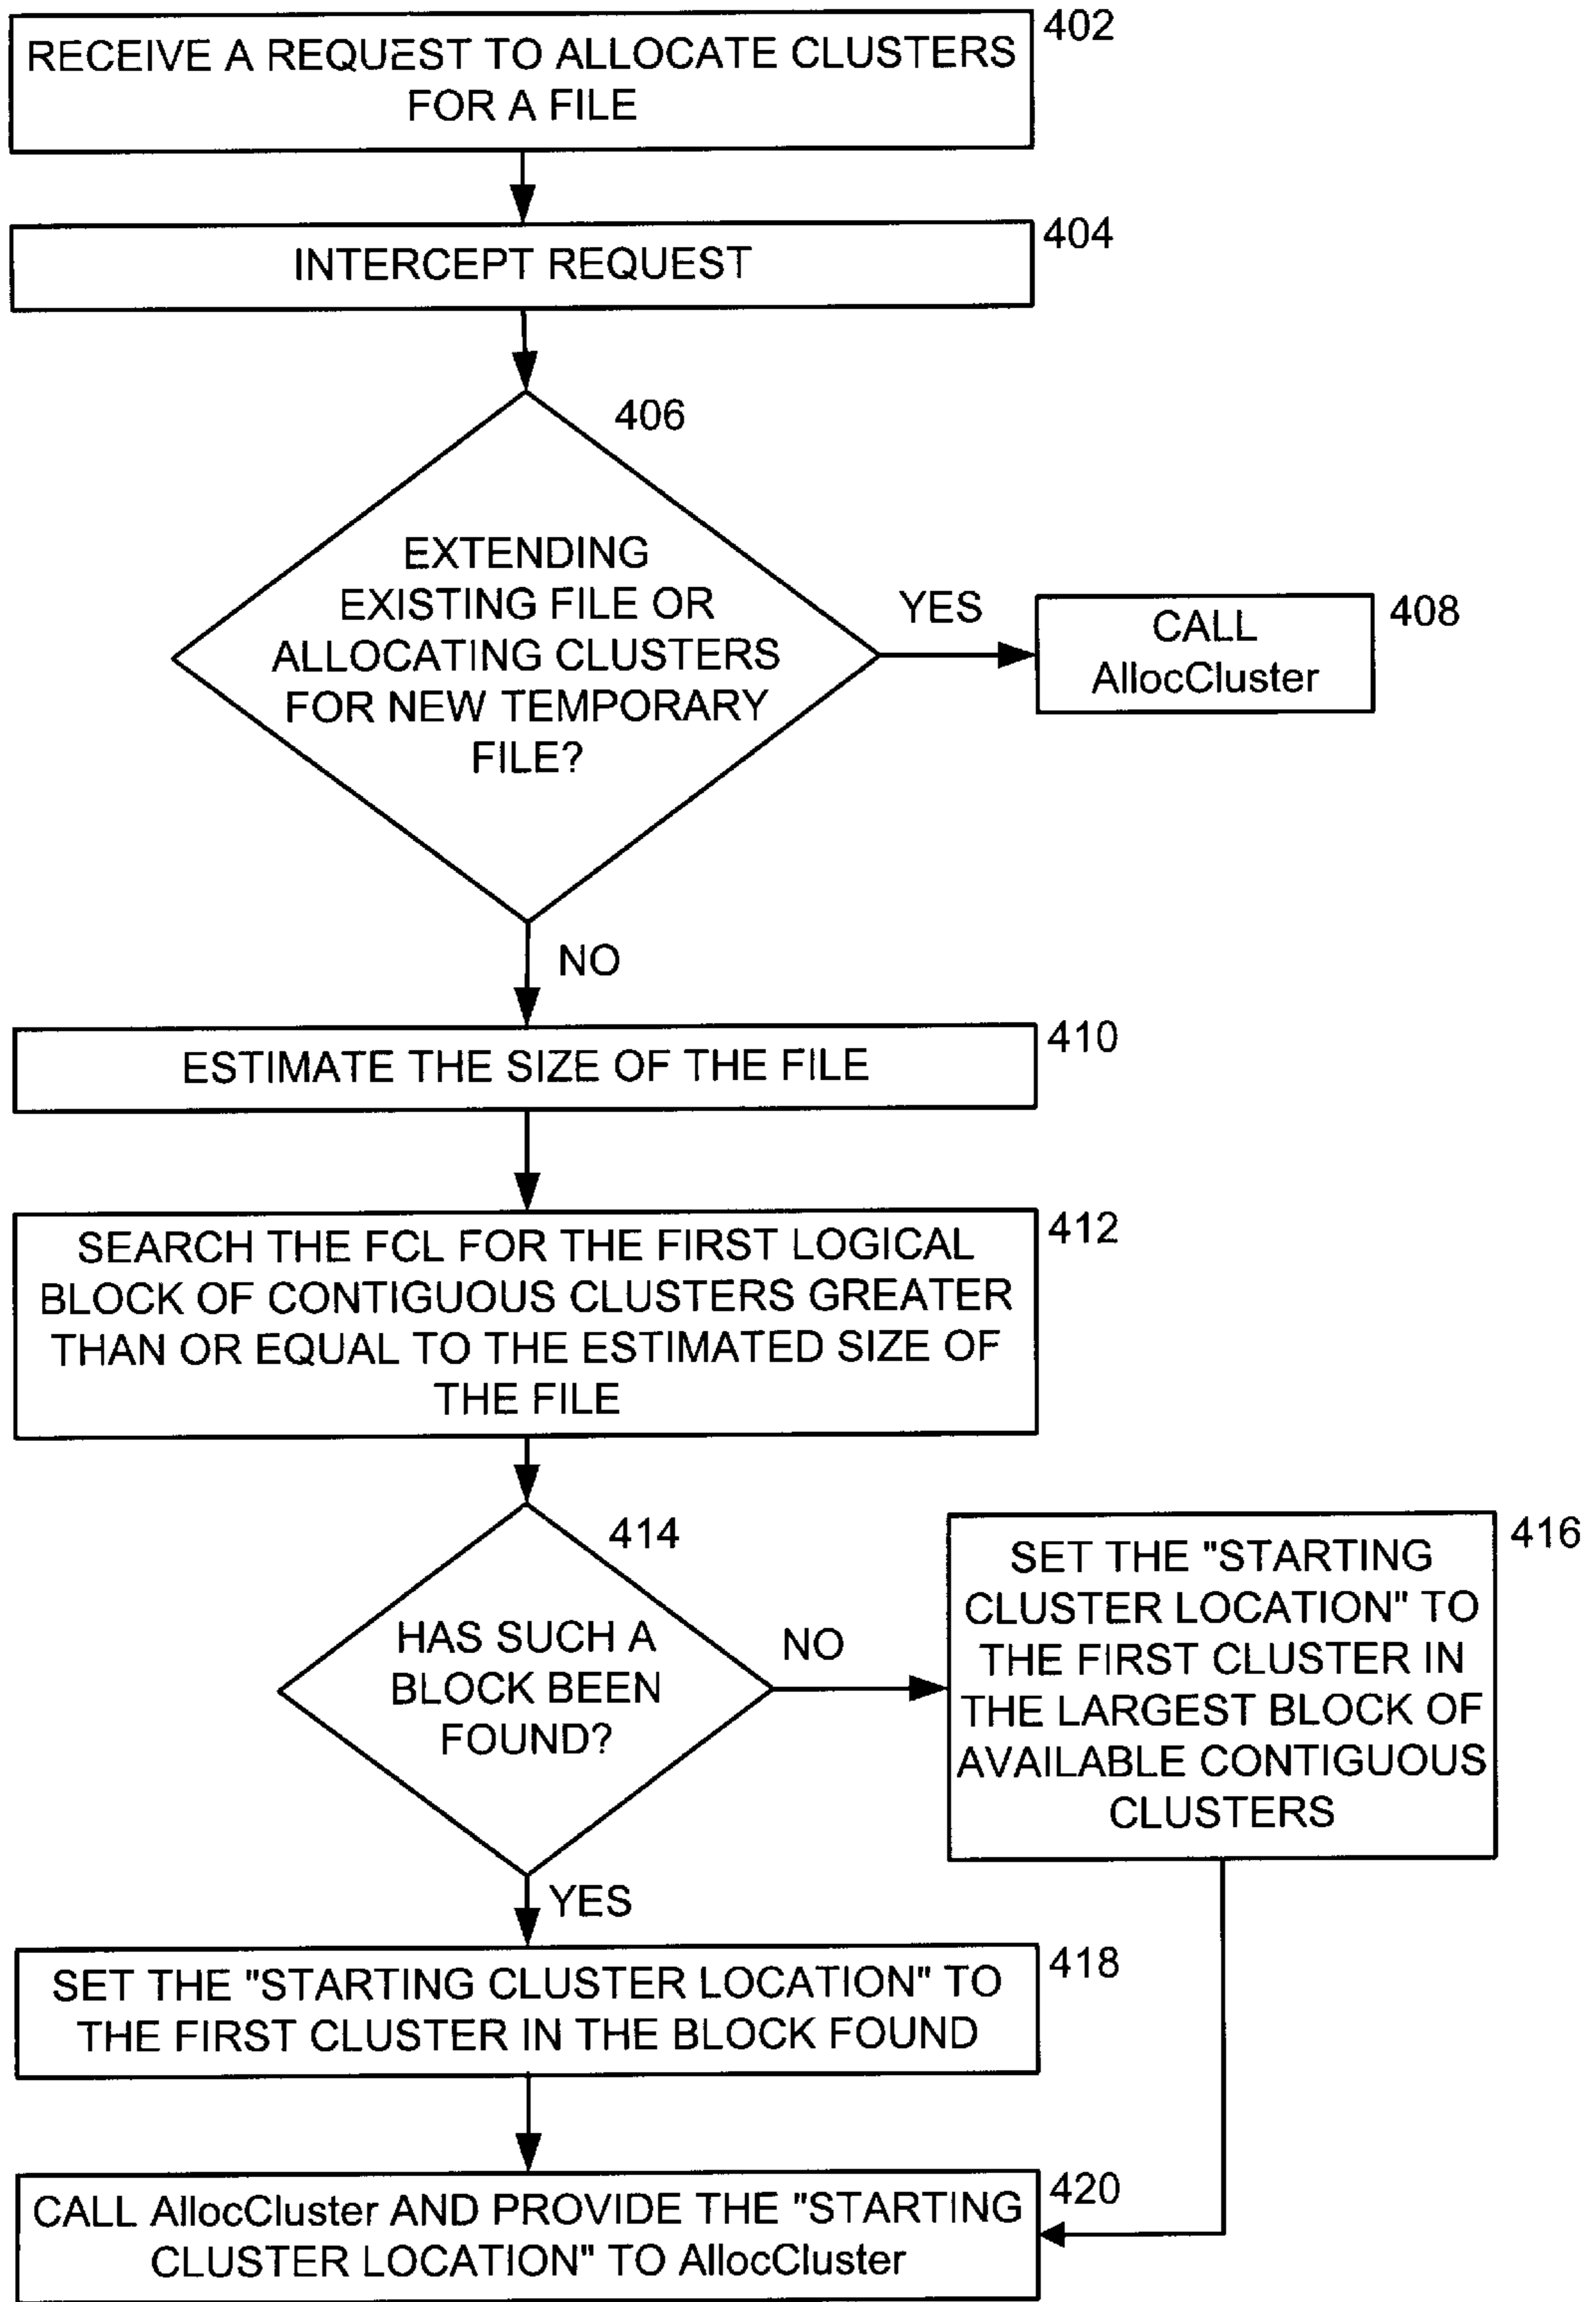 RECEIVE A REQUEST TO ALLOCATE CLUSTERS
FOR A FILE
402
INTERCEPT REQUEST
404
406
EXTENDING
EXISTING FILE OR
ALLOCATING CLUSTERS
FOR NEW TEMPORARY
FILE?
YES
CALL
AllocCluster
408
NO
ESTIMATE THE SIZE OF THE FILE
410
SEARCH THE FCL FOR THE FIRST LOGICAL
BLOCK OF CONTIGUOUS CLUSTERS GREATER
THAN OR EQUAL TO THE ESTIMATED SIZE OF
THE FILE
412
414
HAS SUCH A
BLOCK BEEN
FOUND?
NO
SET THE "STARTING
CLUSTER LOCATION" TO
THE FIRST CLUSTER IN
THE LARGEST BLOCK OF
AVAILABLE CONTIGUOUS
CLUSTERS
416
YES
SET THE "STARTING CLUSTER LOCATION" TO
THE FIRST CLUSTER IN THE BLOCK FOUND
418
CALL AllocCluster AND PROVIDE THE "STARTING
CLUSTER LOCATION" TO AllocCluster
420